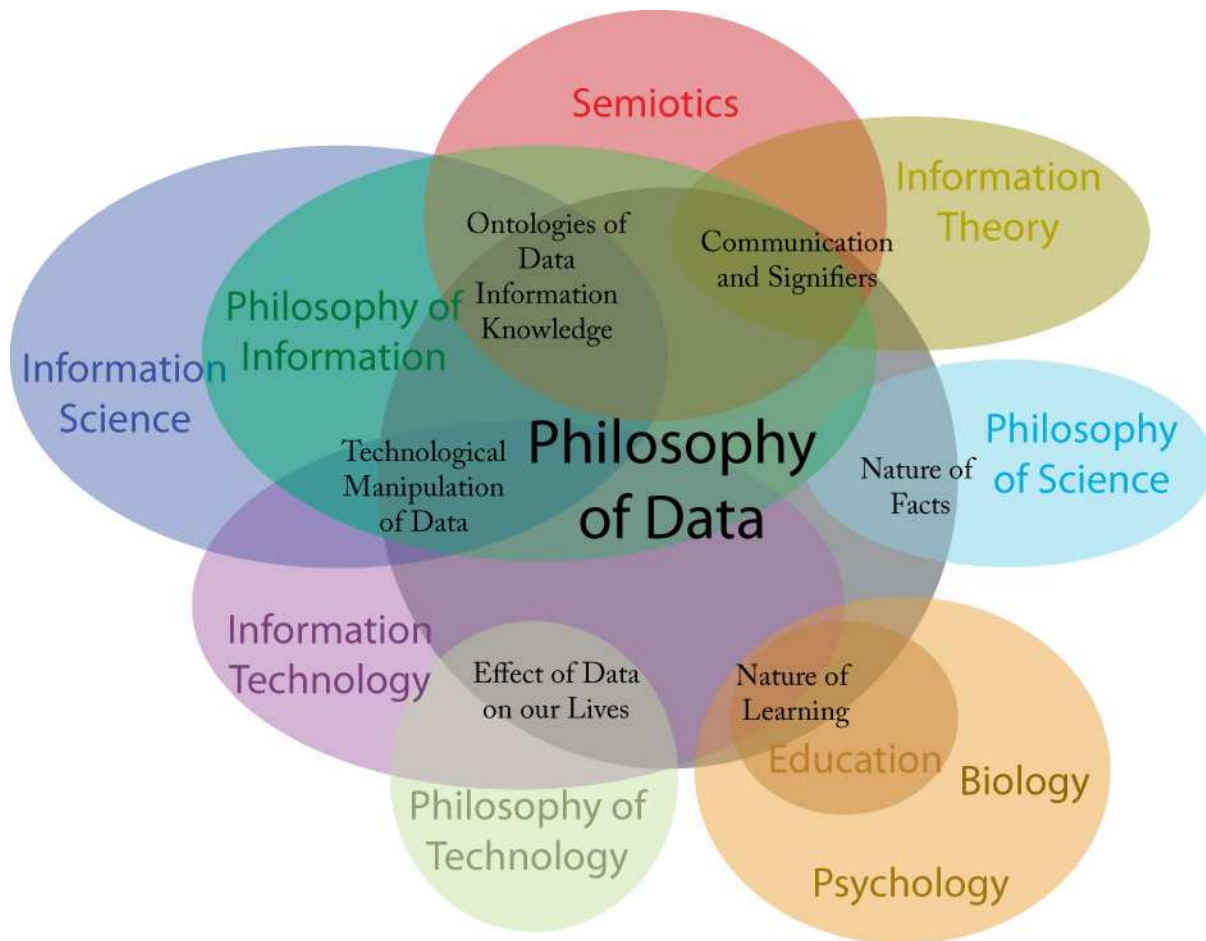 Semiotics
Information
Theory
Ontologies of
Data
Information
Knowledge
Communication
and Signifiers
Philosophy of
Information
Information
Science
Philosophy
of Data
Technological
Manipulation
of Data
Nature of
Facts
Philosophy
of Science
Information
Technology
Effect of Data
on our Lives
Nature of
Learning
Education
Biology
Philosophy of
Technology
Psychology